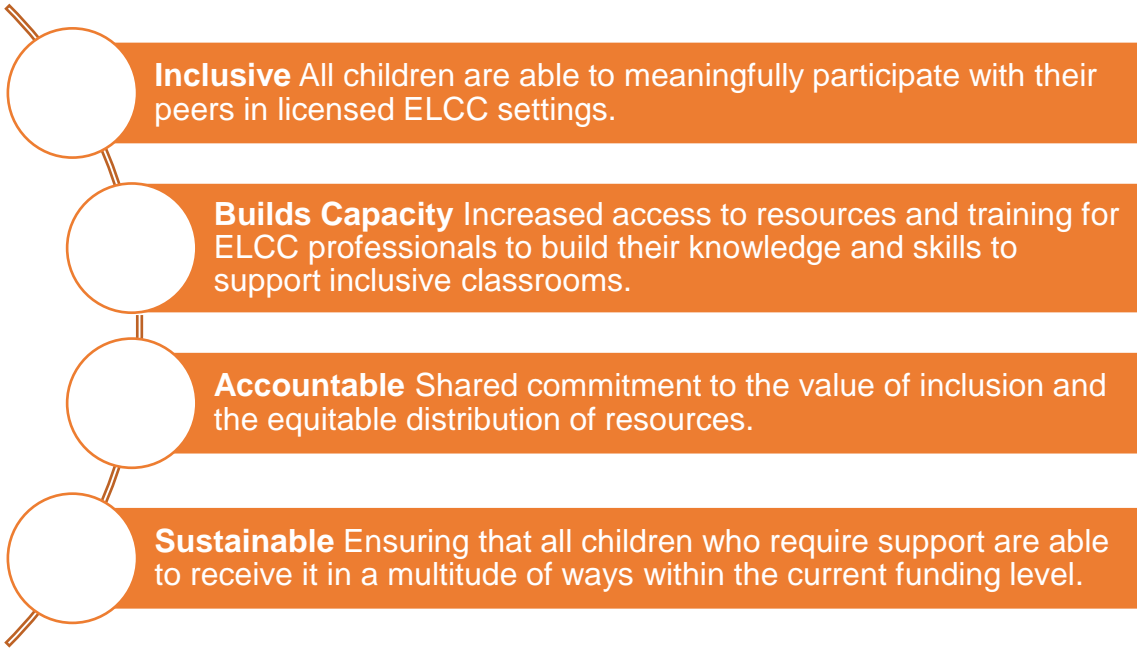 Inclusive All children are able to meaningfully participate with their
peers in licensed ELCC settings.
Builds Capacity Increased access to resources and training for
ELCC professionals to build their knowledge and skills to
support inclusive classrooms.
Accountable Shared commitment to the value of inclusion and
the equitable distribution of resources.
Sustainable Ensuring that all children who require support are able
to receive it in a multitude of ways within the current funding level.